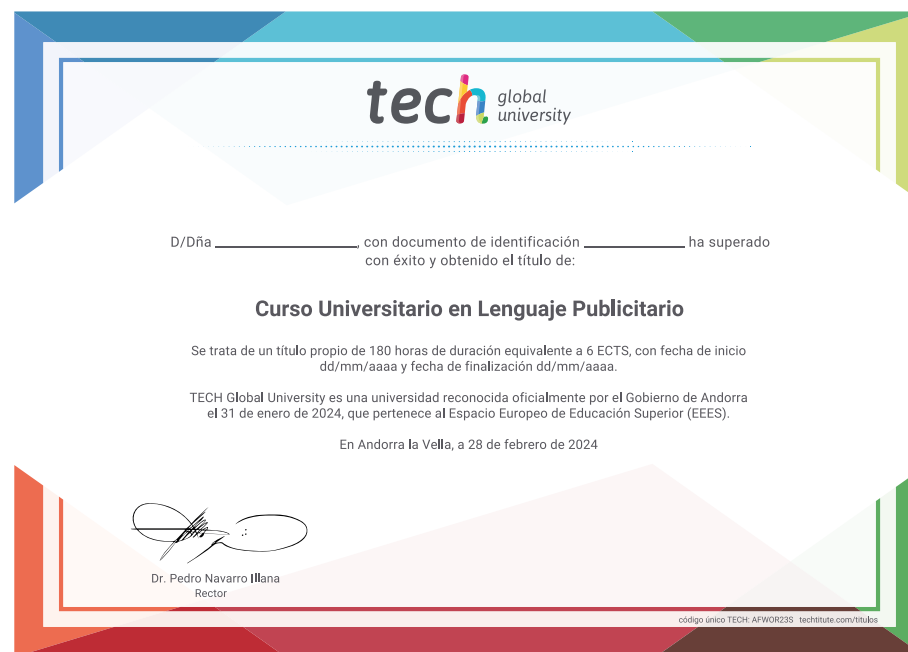 tech global university
D/Dña ________________, con documento de identificación ____________ ha superado
con éxito y obtenido el título de:
Curso Universitario en Lenguaje Publicitario
Se trata de un título propio de 180 horas de duración equivalente a 6 ECTS, con fecha de inicio
dd/mm/aaaa y fecha de finalización dd/mm/aaaa.
TECH Global University es una universidad reconocida oficialmente por el Gobierno de Andorra
el 31 de enero de 2024, que pertenece al Espacio Europeo de Educación Superior (EEES).
En Andorra la Vella, a 28 de febrero de 2024
Dr. Pedro Navarro Illana
Rector
código único TECH: AFWOR23S techtitute.com/titulos